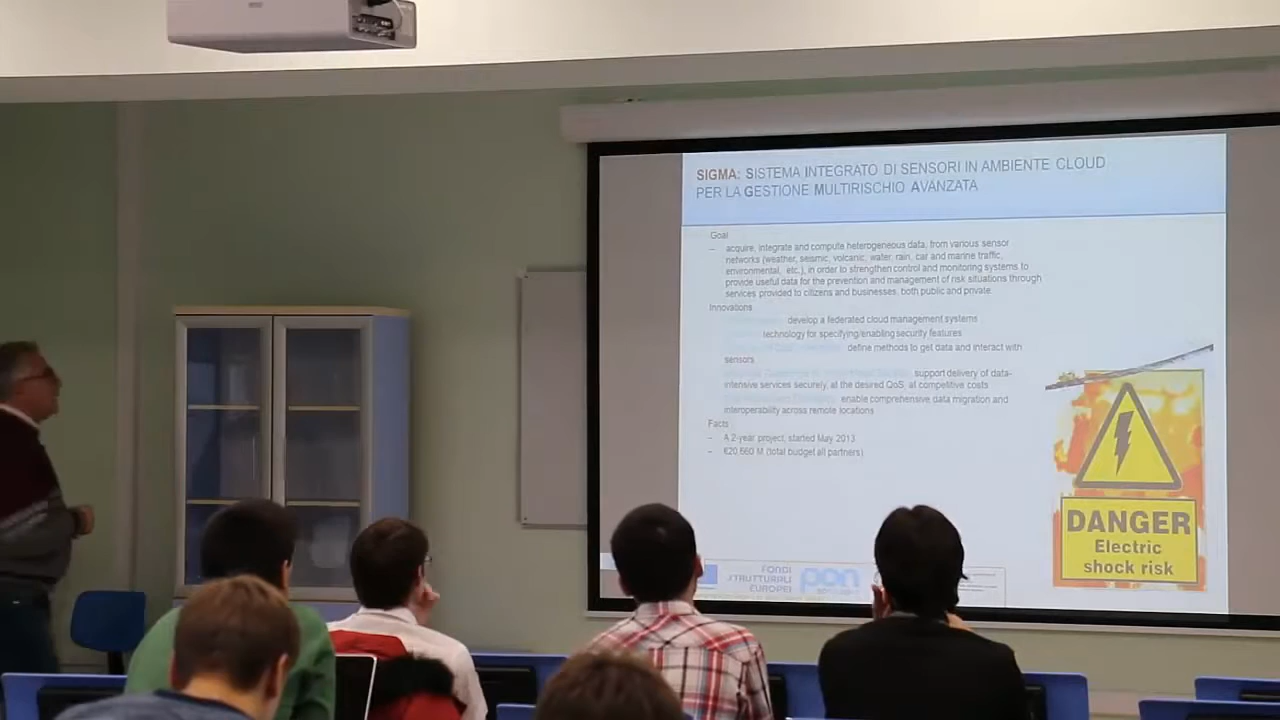 SIGMA: SISTEMA INTEGRATO DI SENSORI IN AMBIENTE CLOUD
PER LA GESTIONE MULTIRISCHIO AVANZATA
Goal
– acquire, integrate and compute heterogeneous data, from various sensor
networks (weather, seismic, volcanic, water, rain, car and marine traffic,
environmental, etc.), in order to strengthen control and monitoring systems to
provide useful data for the prevention and management of risk situations through
services provided to citizens and businesses, both public and private
Innovations
develop a federated cloud management systems
technology for specifying/enabling security features
define methods to get data and interact with
sensors
support delivery of data-
intensive services securely, at the desired QoS, at competitive costs
enable comprehensive data migration and
interoperability across remote locations
Facts
– A 2-year project, started May 2013
– €20,660 M (total budget all partners)
DANGER
Electric
shock risk
FONDI
STRUTTURALI
EUROPEI
pon